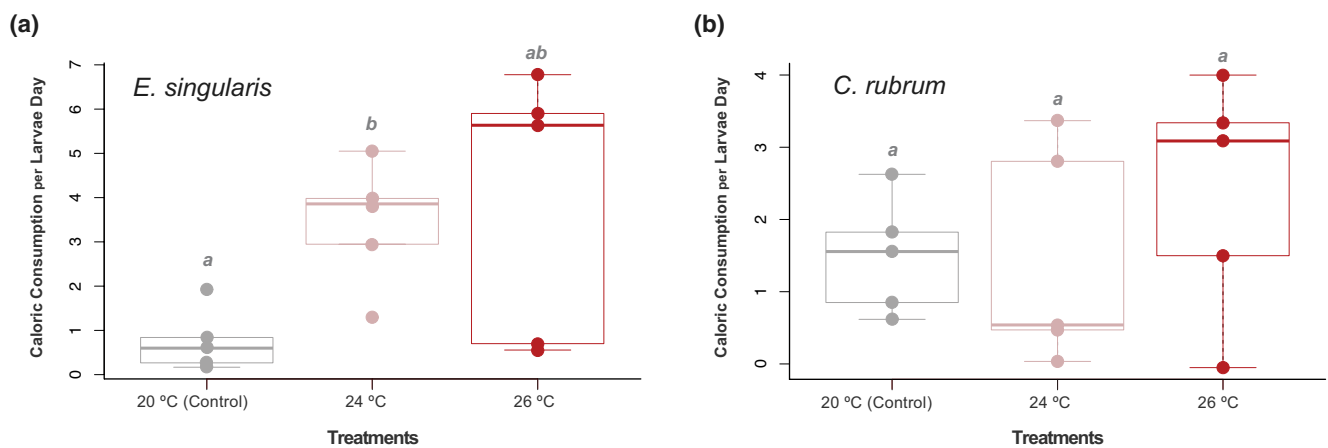 (a)
E. singularis
Caloric Consumption per Larvae Day
7
6
5
4
3
2
1
0
a
b
ab
20 ºC (Control)
24 ºC
26 ºC
Treatments
(b)
C. rubrum
Caloric Consumption per Larvae Day
4
3
2
1
0
a
a
a
20 ºC (Control)
24 ºC
26 ºC
Treatments